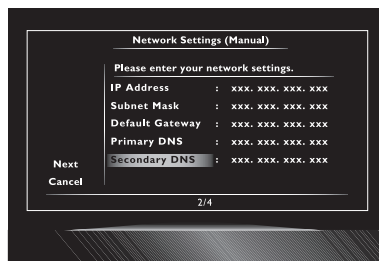 Network Settings (Manual)
Please enter your network settings.
IP Address : xxx. xxx. xxx. xxx
Subnet Mask : xxx. xxx. xxx. xxx
Default Gateway : xxx. xxx. xxx. xxx
Primary DNS : xxx. xxx. xxx. xxx
Secondary DNS : xxx. xxx. xxx. xxx
Next
Cancel
2/4